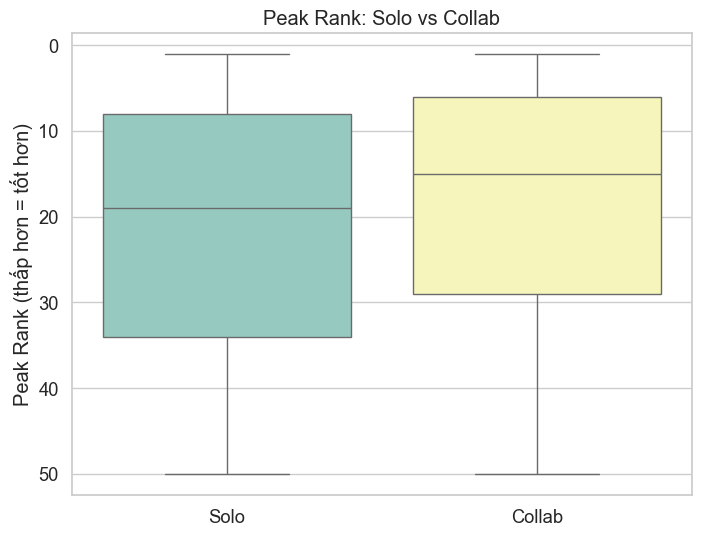 Peak Rank: Solo vs Collab
Peak Rank (thấp hơn = tốt hơn)
0
10
20
30
40
50
Solo
Collab